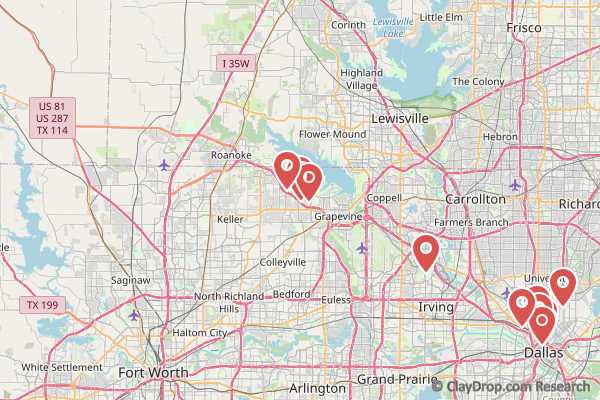 Little Elm
Corinth
Lewisville
Lake
Frisco
I 35W
Highland
Village
The Colony
US 81
US 287
TX 114
Lewisville
Flower Mound
Hebron
Roanoke
Coppell
Carrollton
Richard
Keller
Grapevine
Farmers Branch
Colleyville
Saginaw
Univer
TX 199
North Richland
Hills
Bedford
Euless
Irving
Haltom City
Dallas
White Settlement
Fort Worth
Grand Prairie
Arlington
© ClayDrop.com Research